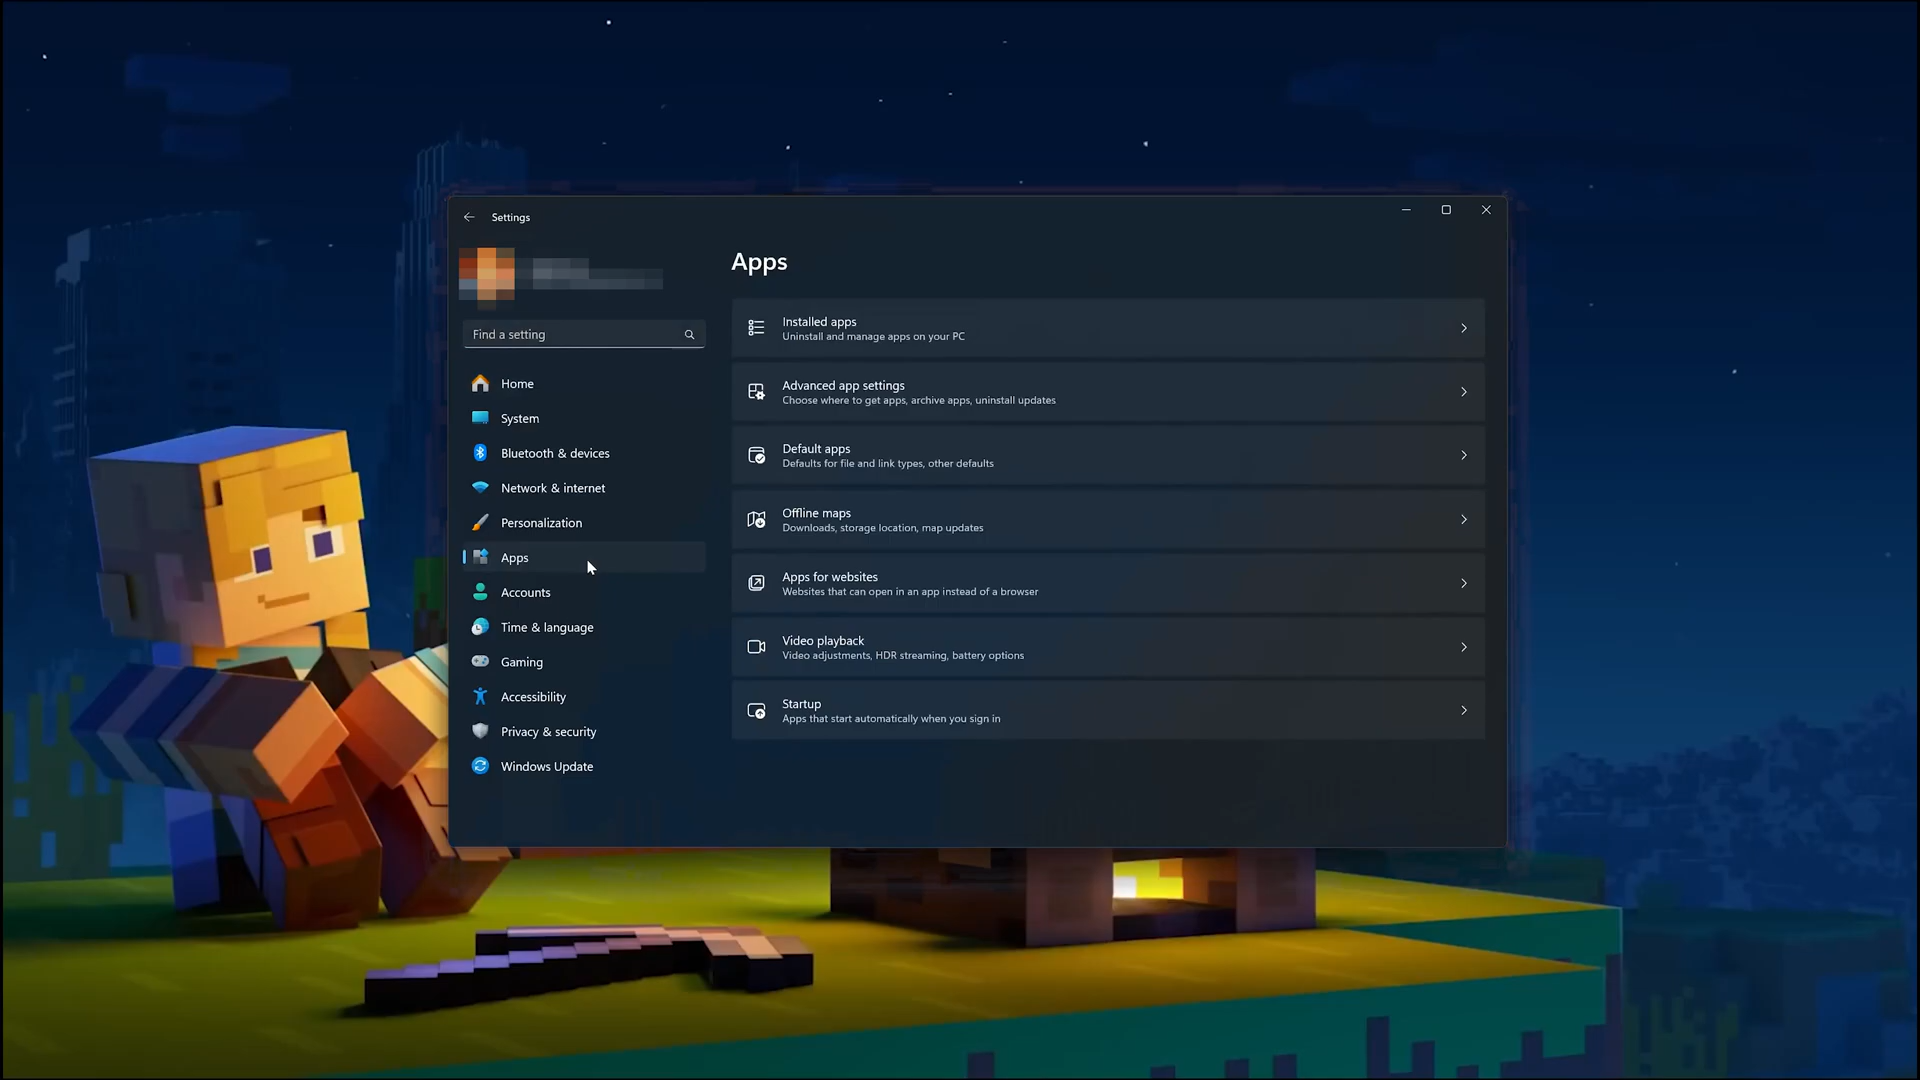 Settings
Find a setting
Home
System
Bluetooth & devices
Network & internet
Personalization
Apps
Accounts
Time & language
Gaming
Accessibility
Privacy & security
Windows Update
Apps
Installed apps
Uninstall and manage apps on your PC
Advanced app settings
Choose where to get apps, archive apps, uninstall updates
Default apps
Defaults for file and link types, other defaults
Offline maps
Downloads, storage location, map updates
Apps for websites
Websites that can open in an app instead of a browser
Video playback
Video adjustments, HDR streaming, battery options
Startup
Apps that start automatically when you sign in